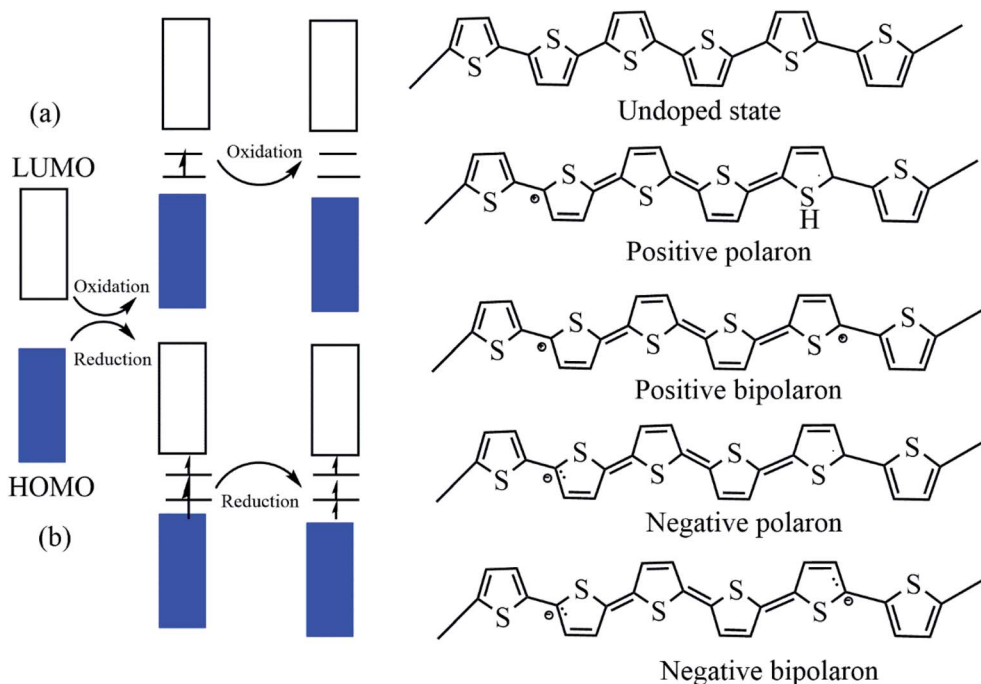 (a)
LUMO
Oxidation
Reduction
HOMO
(b)
Oxidation
Reduction
S S S S S S
Undoped state
S S S S S S
H
Positive polaron
S S S S S S
Positive bipolaron
S S S S S S
Negative polaron
S S S S S S
Negative bipolaron